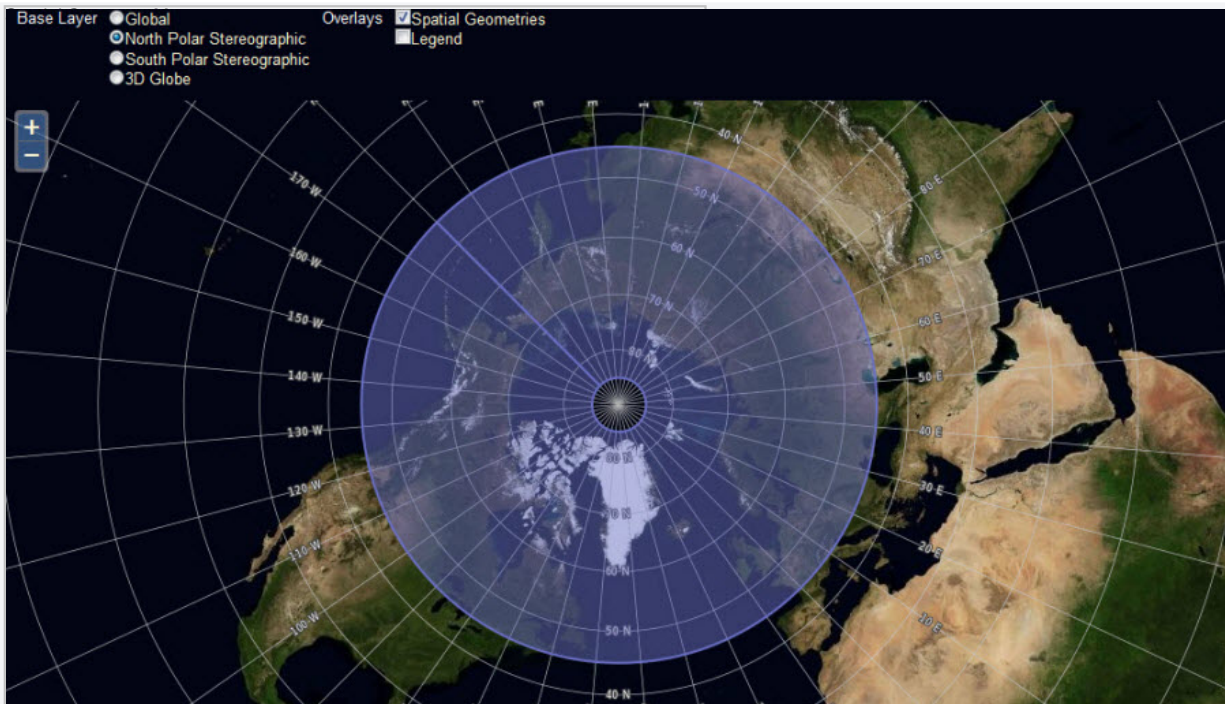 Base Layer
Global
North Polar Stereographic
South Polar Stereographic
3D Globe
Overlays
Spatial Geometries
Legend
+
−
170 W
160 W
150 W
140 W
130 W
120 W
110 W
100 W
40 N
50 N
60 N
70 N
80 N
80 E
70 E
60 E
50 E
40 E
30 E
20 E
10 E
80 N
70 N
60 N
50 N
40 N